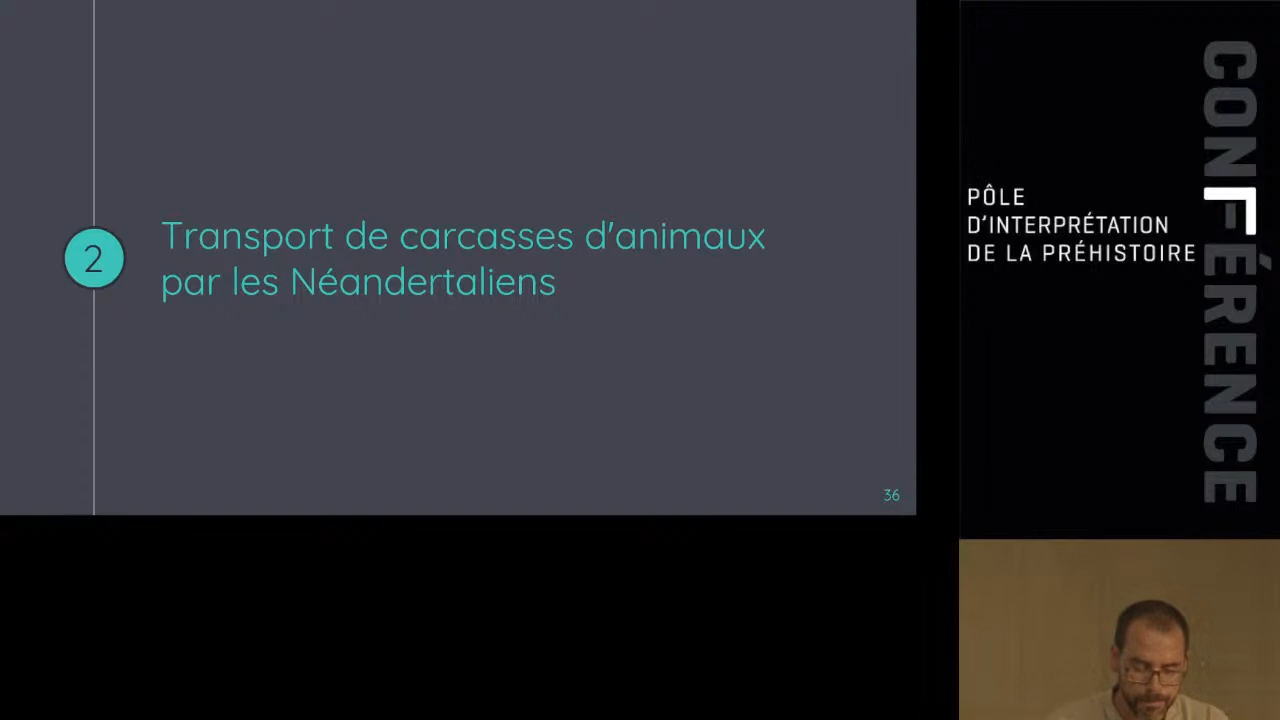 2
Transport de carcasses d'animaux
par les Néandertaliens
36
PÔLE
D'INTERPRÉTATION
DE LA PRÉHISTOIRE
CONFÉRENCE